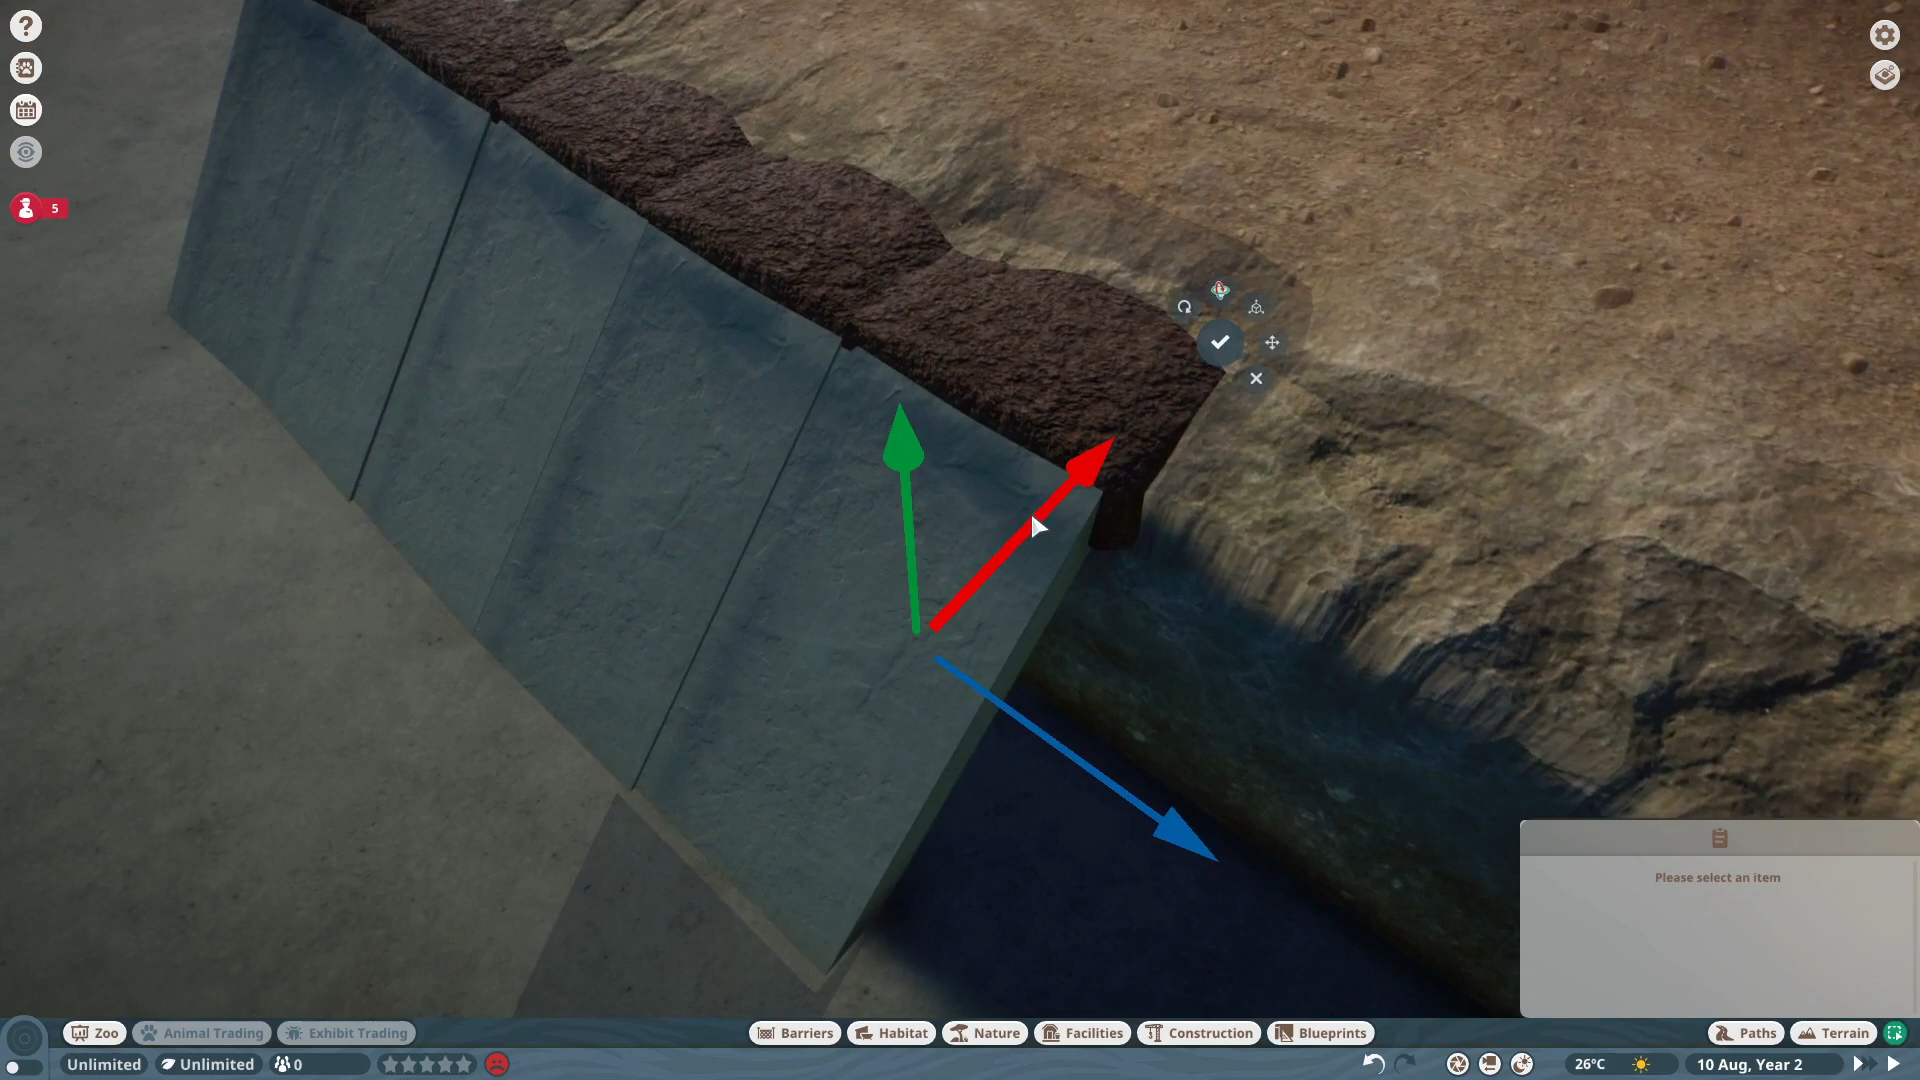 ?
5
Please select an item
Zoo
Animal Trading
Exhibit Trading
Barriers
Habitat
Nature
Facilities
Construction
Blueprints
Paths
Terrain
Unlimited
Unlimited
0
26°C
10 Aug, Year 2